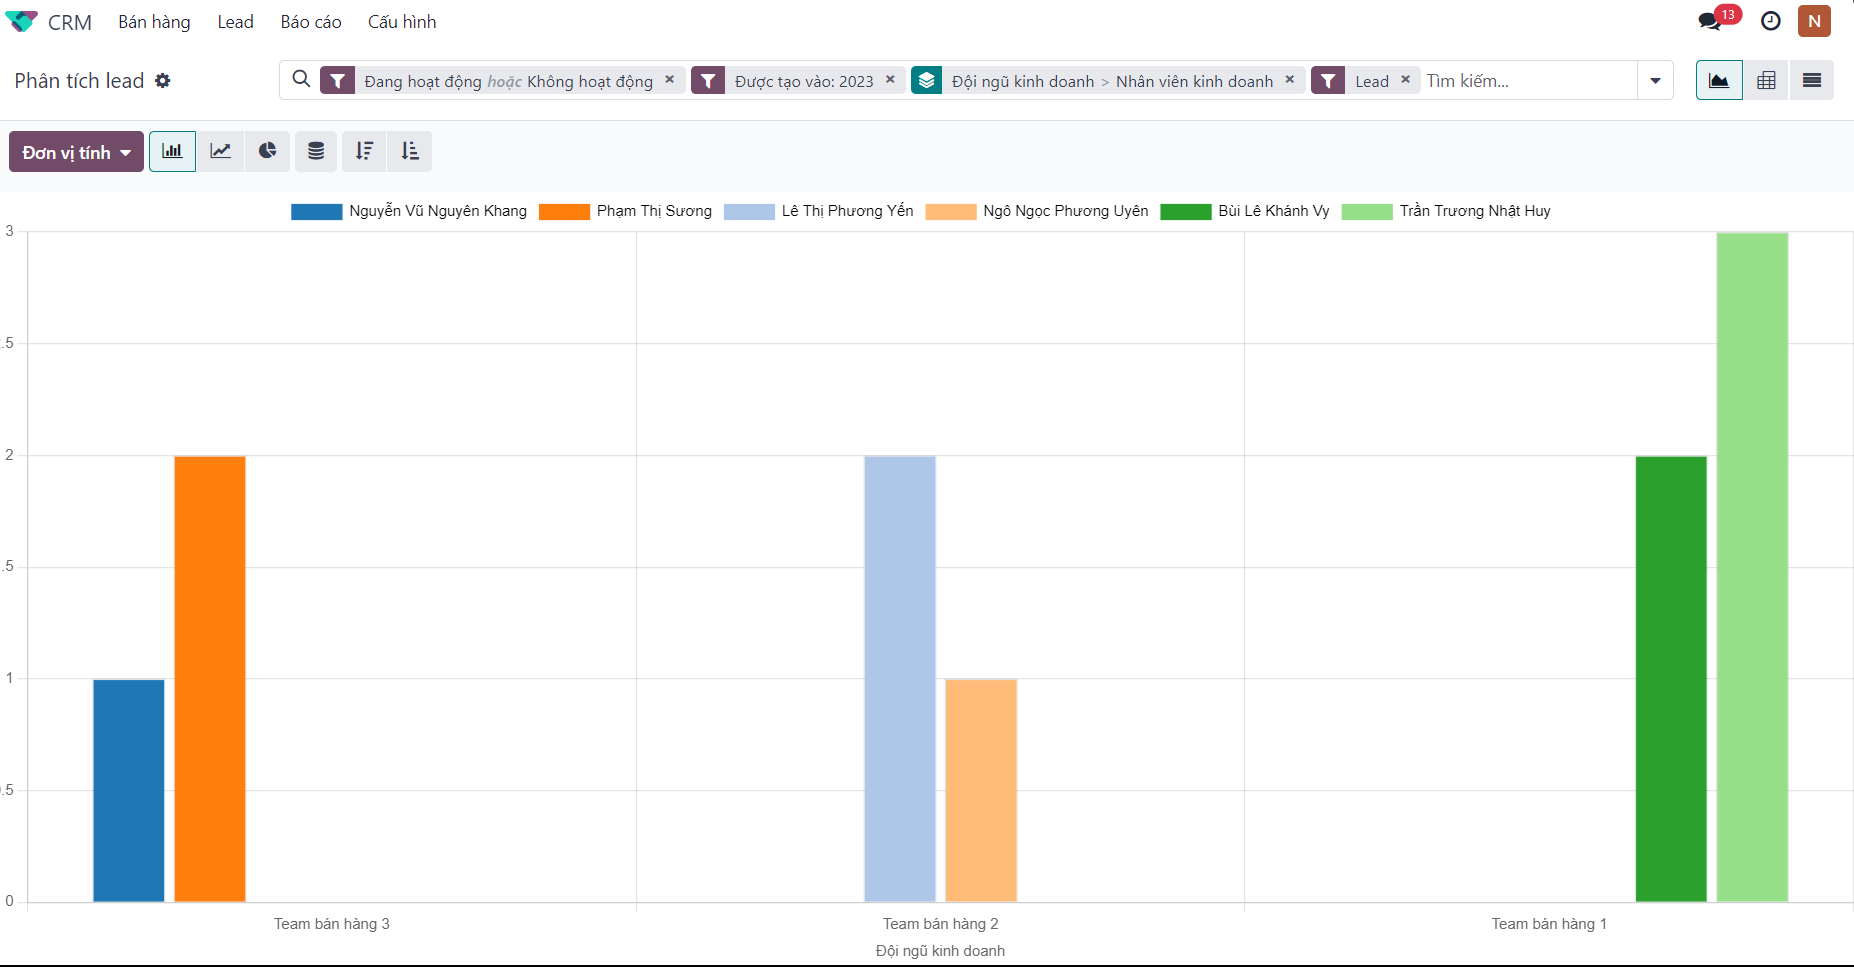 CRM Bán hàng Lead Báo cáo Cấu hình 13 N
Phân tích lead Đang hoạt động hoặc Không hoạt động × Được tạo vào: 2023 × Đội ngũ kinh doanh > Nhân viên kinh doanh × Lead × Tìm kiếm...
Đơn vị tính
Nguyễn Vũ Nguyên Khang Phạm Thị Sương Lê Thị Phương Yến Ngô Ngọc Phương Uyên Bùi Lê Khánh Vy Trần Trương Nhật Huy
3
2.5
2
.5
1
0.5
0
Team bán hàng 3 Team bán hàng 2 Team bán hàng 1
Đội ngũ kinh doanh